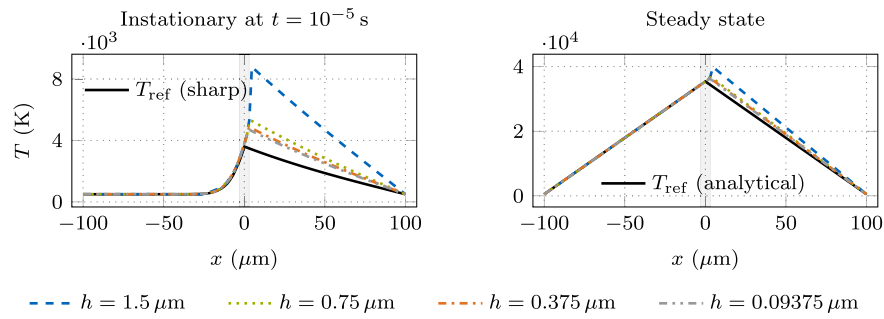 Instationary at t = 10⁻⁵ s
·10³
8
4
0
T (K)
T_ref (sharp)
−100 −50 0 50 100
x (μm)
Steady state
·10⁴
4
2
0
T_ref (analytical)
−100 −50 0 50 100
x (μm)
h = 1.5 μm h = 0.75 μm h = 0.375 μm h = 0.09375 μm